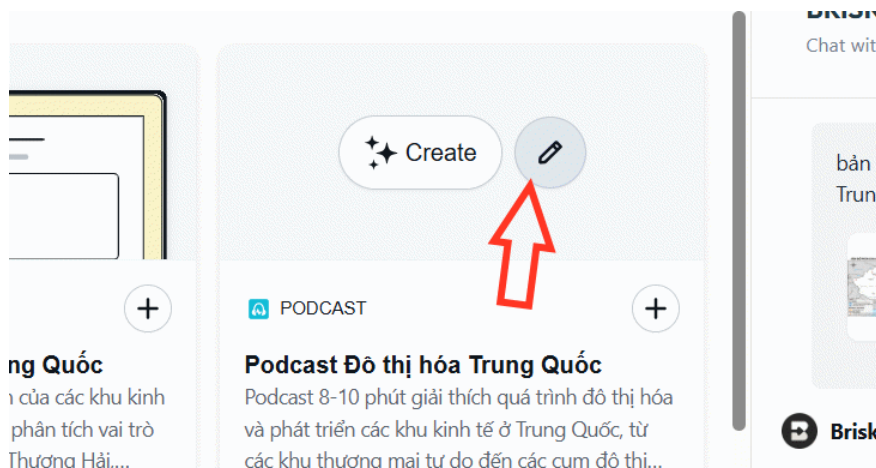 Chat wit
Create
bản
Trun
PODCAST
ng Quốc
của các khu kinh
phân tích vai trò
Thượng Hải,...
Podcast Đô thị hóa Trung Quốc
Podcast 8-10 phút giải thích quá trình đô thị hóa
và phát triển các khu kinh tế ở Trung Quốc, từ
các khu thương mại tự do đến các cụm đô thị...
Brisk